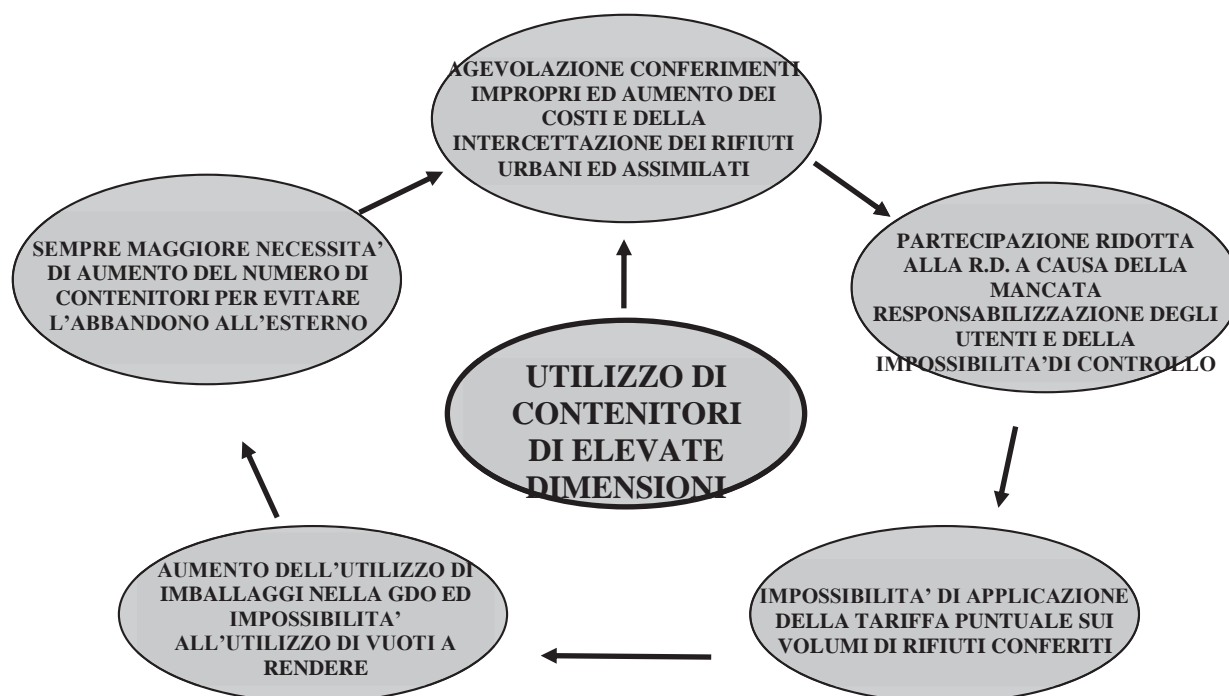 AGEVOLAZIONE CONFERIMENTI
IMPROPRI ED AUMENTO DEI
COSTI E DELLA
INTERCETTAZIONE DEI RIFIUTI
URBANI ED ASSIMILATI
SEMPRE MAGGIORE NECESSITA’
DI AUMENTO DEL NUMERO DI
CONTENITORI PER EVITARE
L’ABBANDONO ALL’ESTERNO
PARTECIPAZIONE RIDOTTA
ALLA R.D. A CAUSA DELLA
MANCATA
RESPONSABILIZZAZIONE DEGLI
UTENTI E DELLA
IMPOSSIBILITA’DI CONTROLLO
UTILIZZO DI
CONTENITORI
DI ELEVATE
DIMENSIONI
AUMENTO DELL’UTILIZZO DI
IMBALLAGGI NELLA GDO ED
IMPOSSIBILITA’
ALL’UTILIZZO DI VUOTI A
RENDERE
IMPOSSIBILITA’ DI APPLICAZIONE
DELLA TARIFFA PUNTUALE SUI
VOLUMI DI RIFIUTI CONFERITI